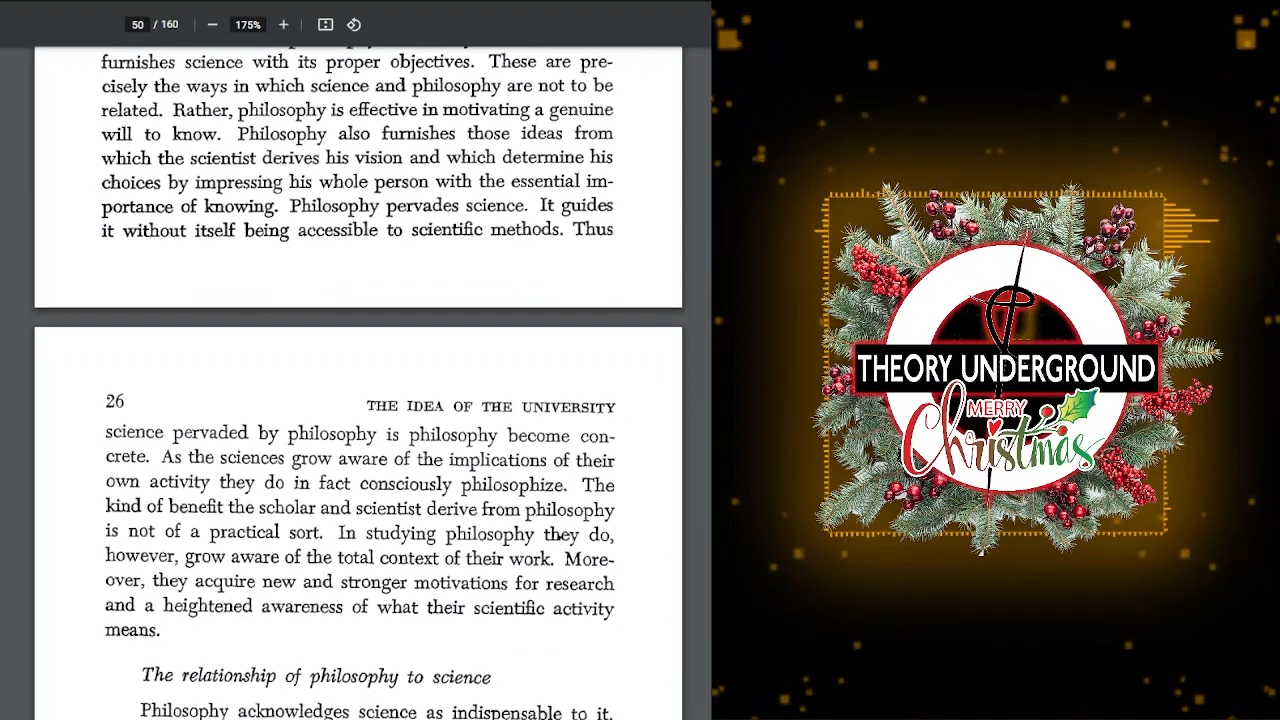 50 / 160
175%
furnishes science with its proper objectives. These are pre-
cisely the ways in which science and philosophy are not to be
related. Rather, philosophy is effective in motivating a genuine
will to know. Philosophy also furnishes those ideas from
which the scientist derives his vision and which determine his
choices by impressing his whole person with the essential im-
portance of knowing. Philosophy pervades science. It guides
it without itself being accessible to scientific methods. Thus
26
THE IDEA OF THE UNIVERSITY
science pervaded by philosophy is philosophy become con-
crete. As the sciences grow aware of the implications of their
own activity they do in fact consciously philosophize. The
kind of benefit the scholar and scientist derive from philosophy
is not of a practical sort. In studying philosophy they do,
however, grow aware of the total context of their work. More-
over, they acquire new and stronger motivations for research
and a heightened awareness of what their scientific activity
means.
The relationship of philosophy to science
Philosophy acknowledges science as indispensable to it.
THEORY UNDERGROUND
MERRY
Christmas